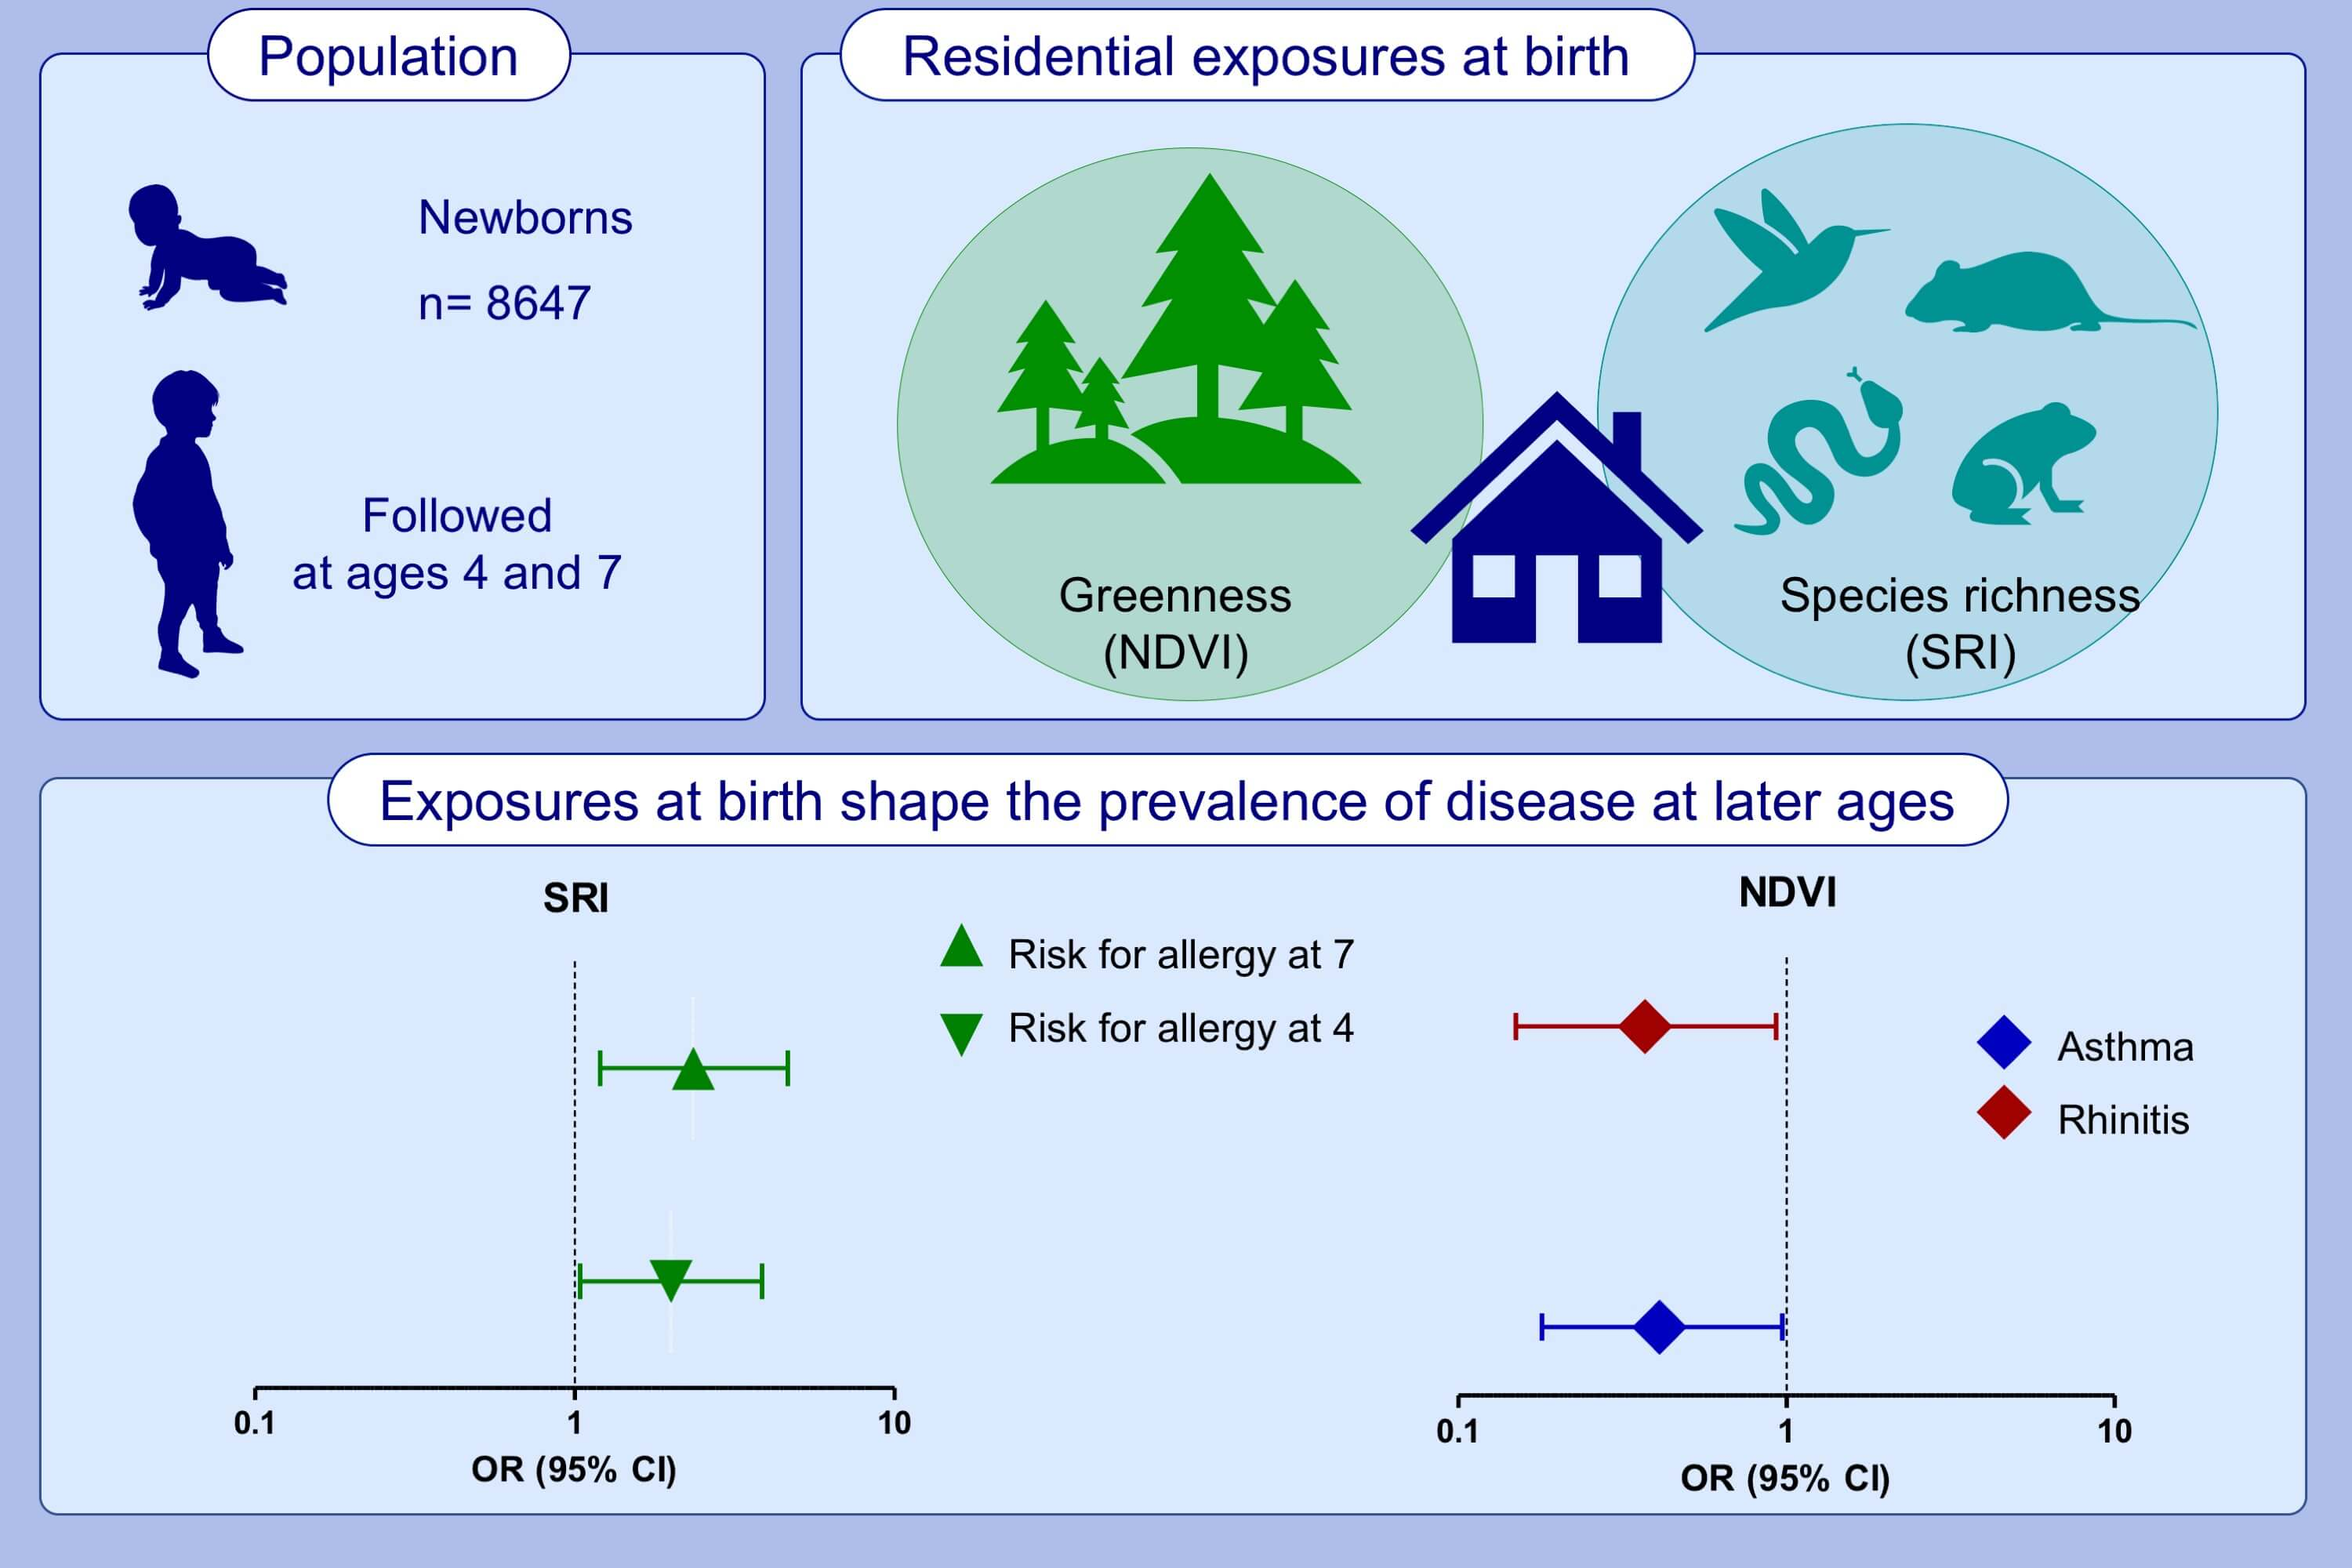 Population
Newborns
n= 8647
Followed
at ages 4 and 7
Residential exposures at birth
Greenness
(NDVI)
Species richness
(SRI)
Exposures at birth shape the prevalence of disease at later ages
SRI
Risk for allergy at 7
Risk for allergy at 4
0.1
1
10
OR (95% CI)
NDVI
Asthma
Rhinitis
0.1
1
10
OR (95% CI)